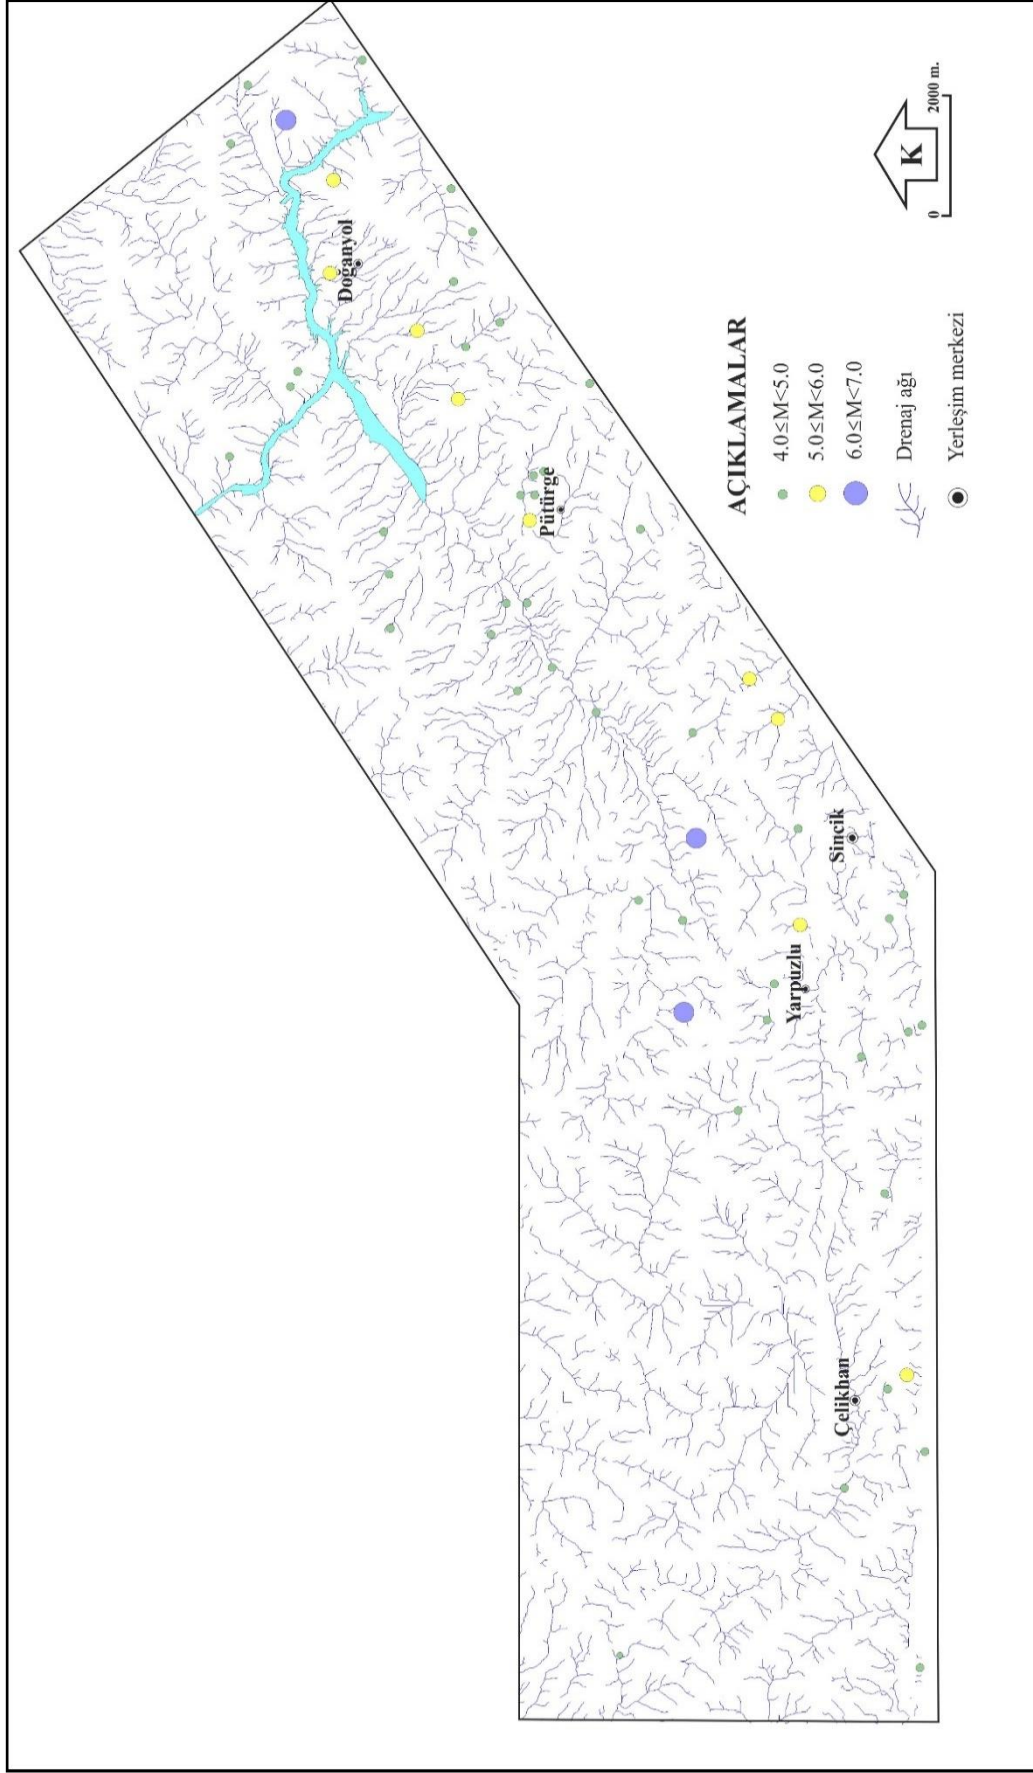 Doğanyol
Pütürge
Sincik
Yarpuzlu
Çelikhan
K
0 2000 m.
AÇIKLAMALAR
4.0≤M<5.0
5.0≤M<6.0
6.0≤M<7.0
Drenaj ağı
Yerleşim merkezi